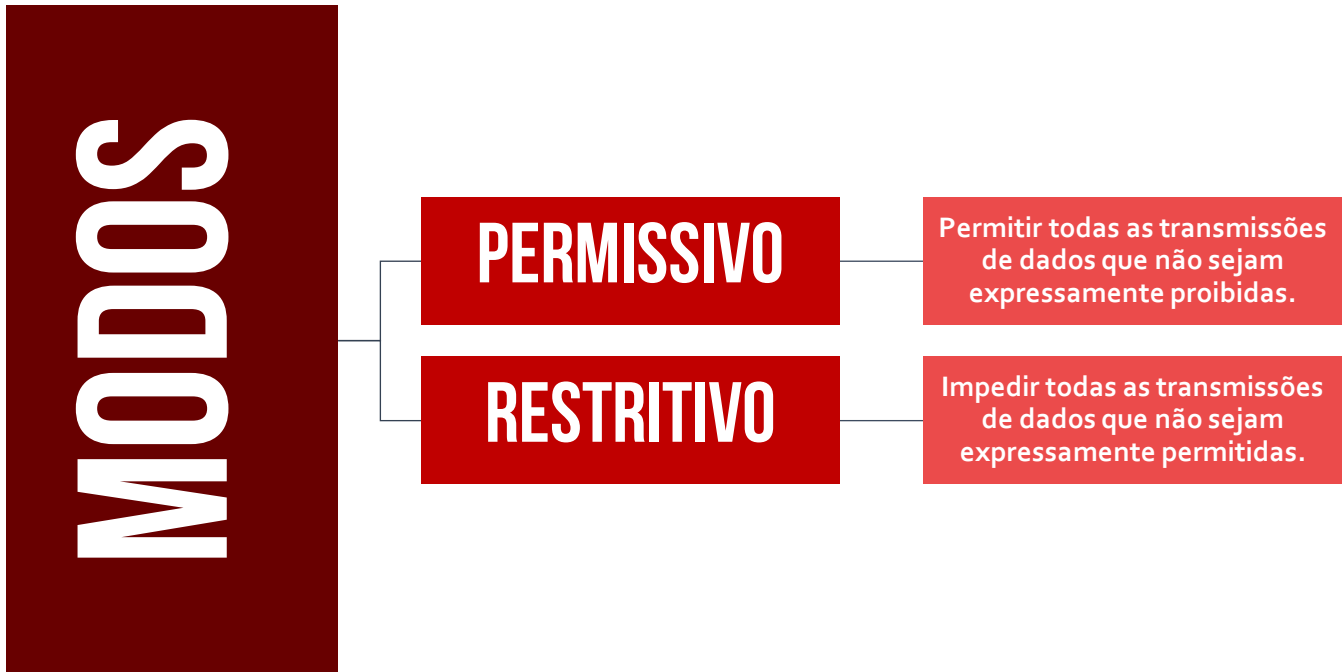 MODOS
PERMISSIVO
Permitir todas as transmissões
de dados que não sejam
expressamente proibidas.
RESTRITIVO
Impedir todas as transmissões
de dados que não sejam
expressamente permitidas.